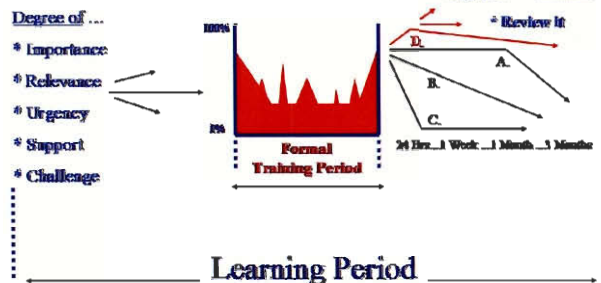 Degree of ...
* Importance
* Relevance
* Urgency
* Support
* Challenge
100%
1%
Formal
Training Period
* Review it
D.
A.
B.
C.
24 Hrs...1 Week ...1 Month ...3 Months
Learning Period